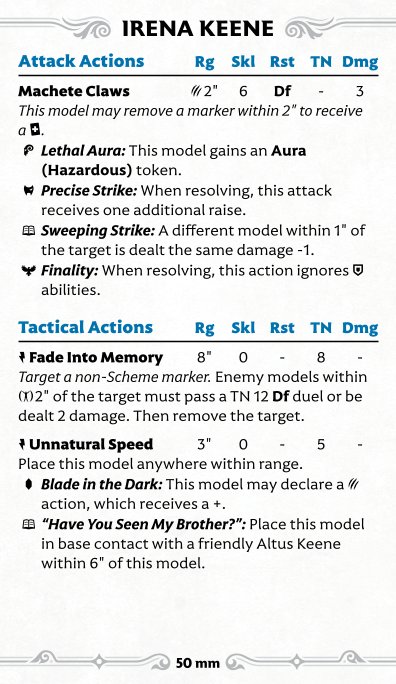 IRENA KEENE
Attack Actions Rg Skl Rst TN Dmg
Machete Claws 2" 6 Df - 3
This model may remove a marker within 2" to receive
a .
Lethal Aura: This model gains an Aura
(Hazardous) token.
Precise Strike: When resolving, this attack
receives one additional raise.
Sweeping Strike: A different model within 1" of
the target is dealt the same damage -1.
Finality: When resolving, this action ignores
abilities.
Tactical Actions Rg Skl Rst TN Dmg
Fade Into Memory 8" 0 - 8 -
Target a non-Scheme marker. Enemy models within
2" of the target must pass a TN 12 Df duel or be
dealt 2 damage. Then remove the target.
Unnatural Speed 3" 0 - 5 -
Place this model anywhere within range.
Blade in the Dark: This model may declare a
action, which receives a +.
“Have You Seen My Brother?”: Place this model
in base contact with a friendly Altus Keene
within 6" of this model.
50 mm